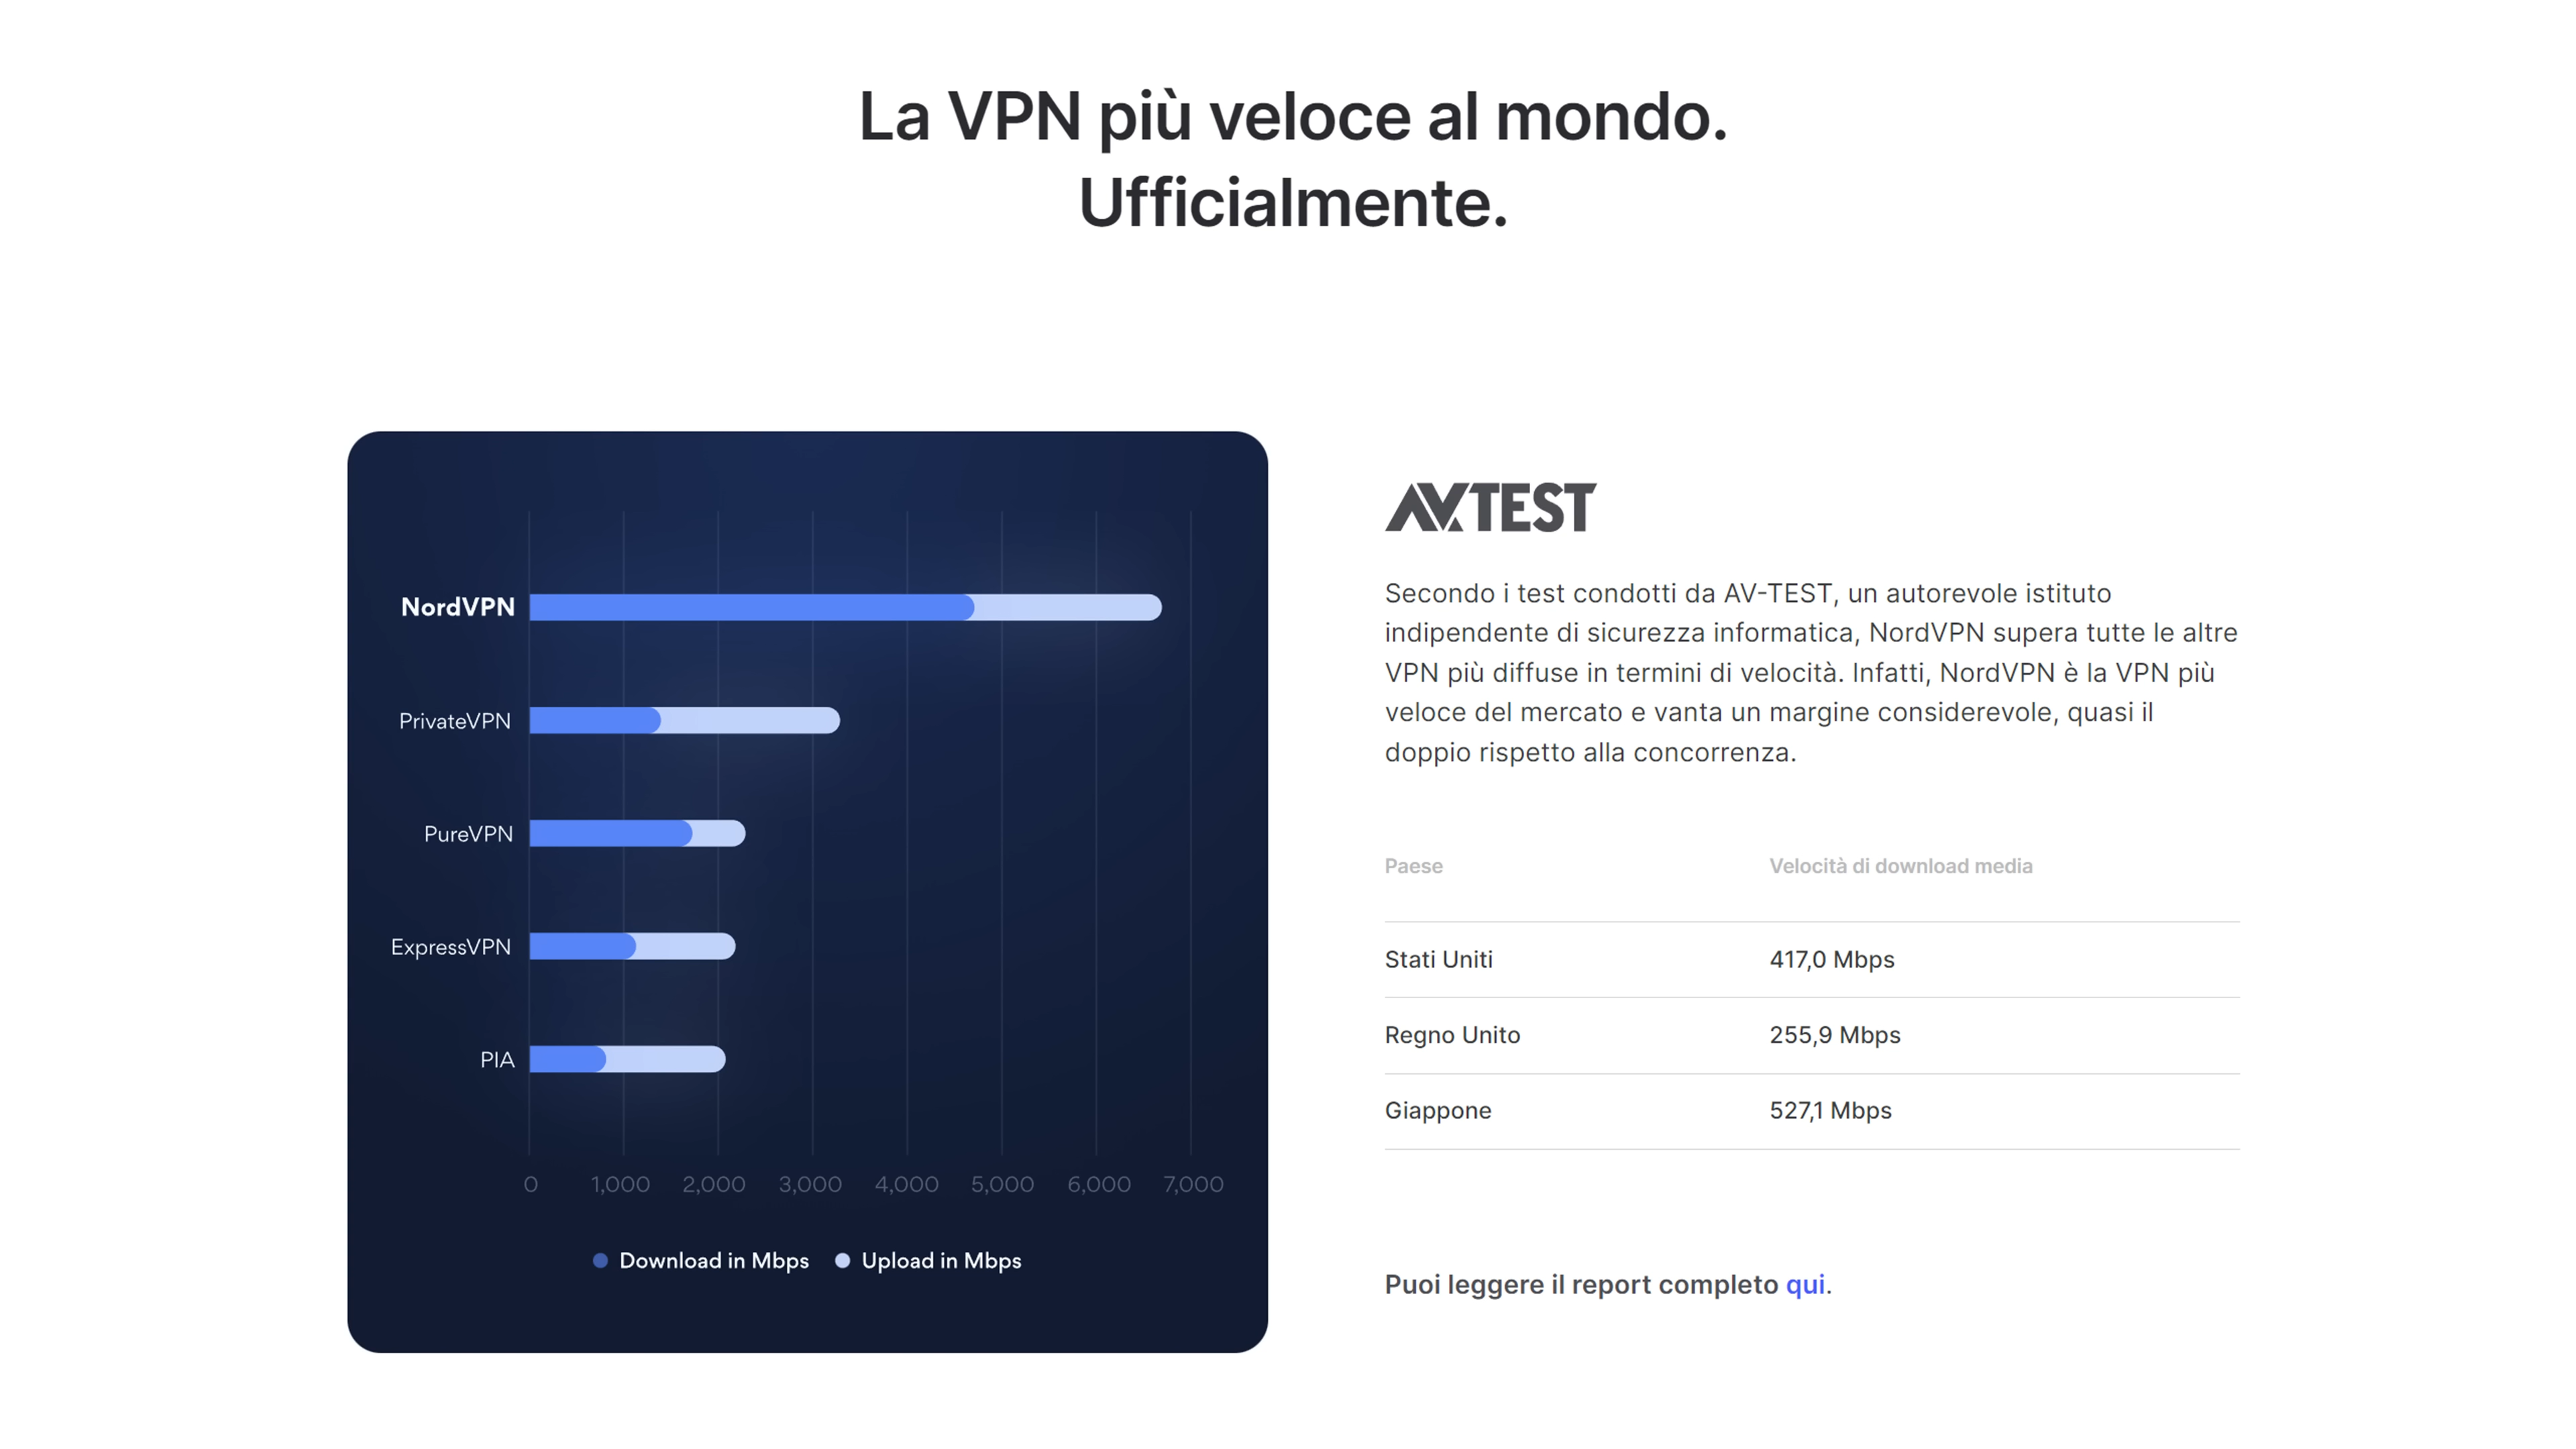 La VPN più veloce al mondo.
Ufficialmente.
NordVPN
PrivateVPN
PureVPN
ExpressVPN
PIA
0 1,000 2,000 3,000 4,000 5,000 6,000 7,000
Download in Mbps Upload in Mbps
AVTEST
Secondo i test condotti da AV-TEST, un autorevole istituto
indipendente di sicurezza informatica, NordVPN supera tutte le altre
VPN più diffuse in termini di velocità. Infatti, NordVPN è la VPN più
veloce del mercato e vanta un margine considerevole, quasi il
doppio rispetto alla concorrenza.
Paese Velocità di download media
Stati Uniti 417,0 Mbps
Regno Unito 255,9 Mbps
Giappone 527,1 Mbps
Puoi leggere il report completo qui.